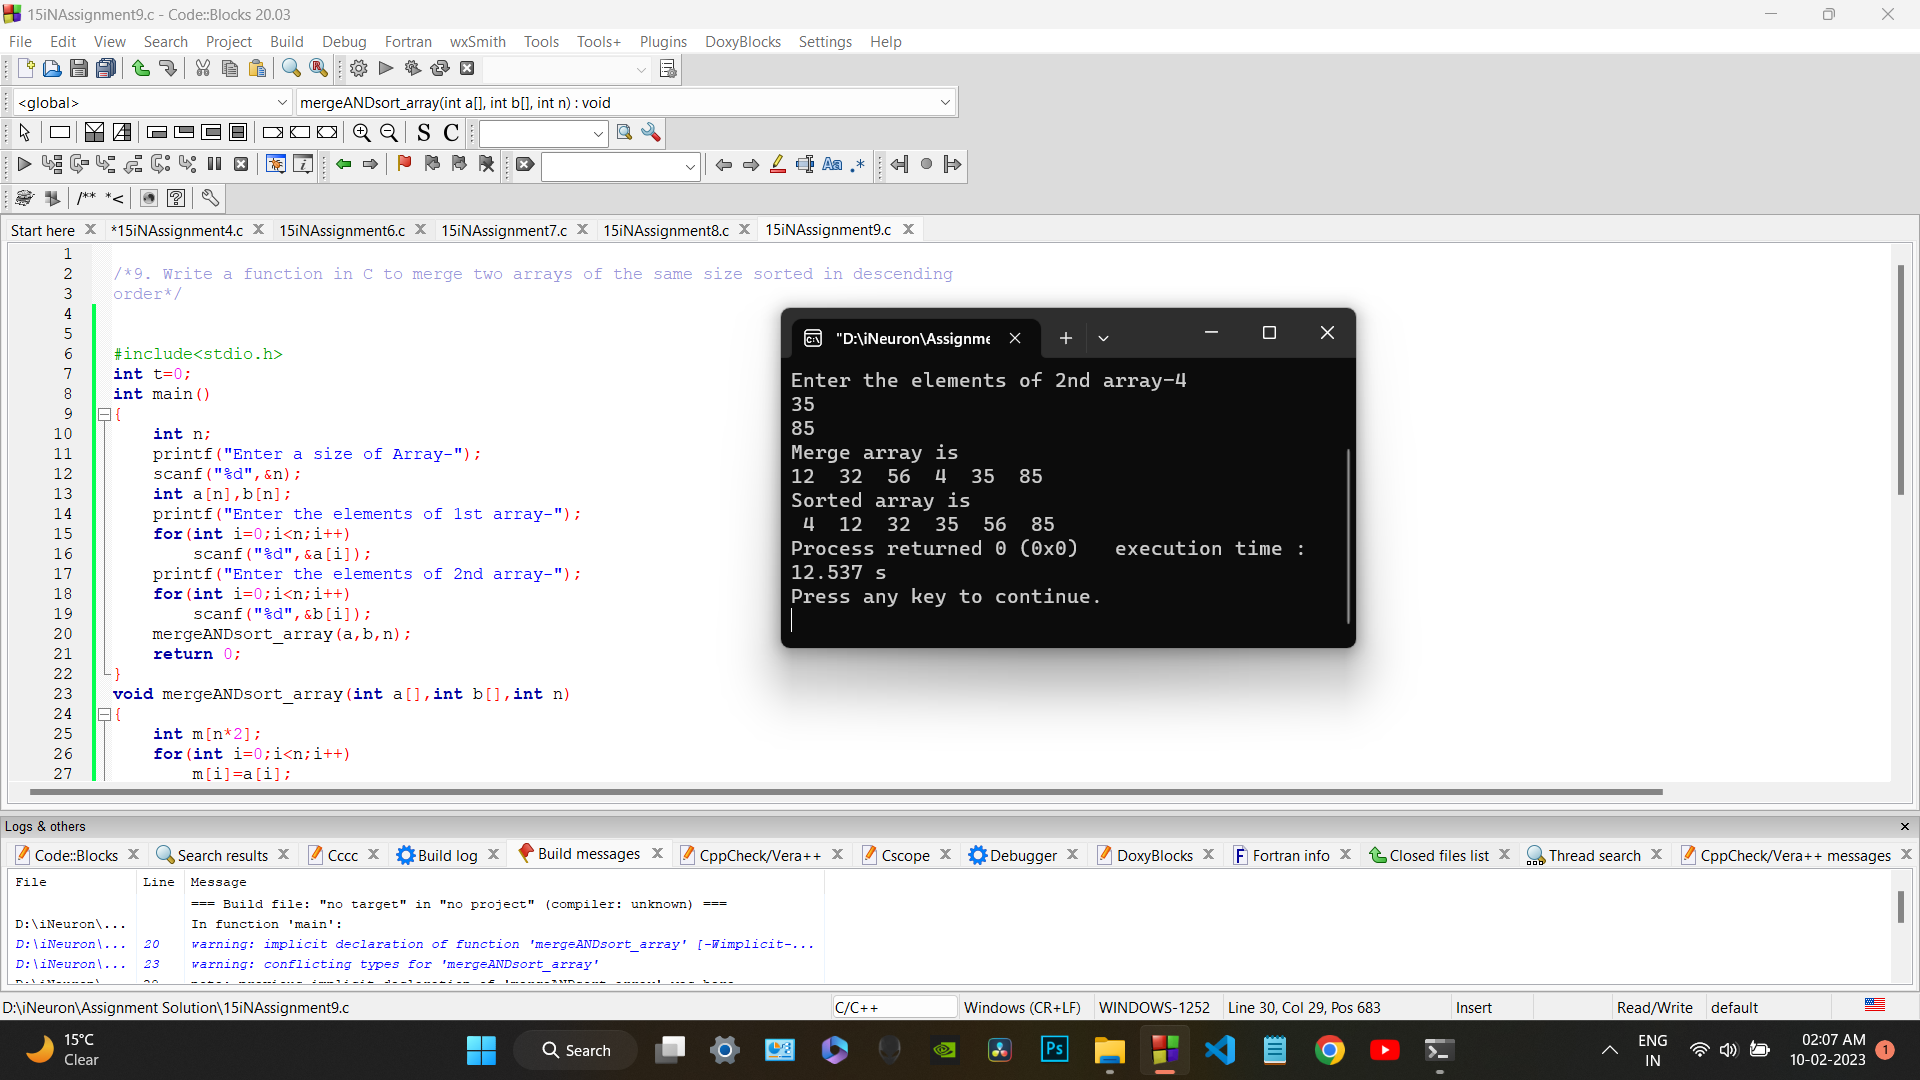 15iNAssignment9.c - Code::Blocks 20.03
File Edit View Search Project Build Debug Fortran wxSmith Tools Tools+ Plugins DoxyBlocks Settings Help
<global> mergeANDsort_array(int a[], int b[], int n) : void
S C
Aa .*
/** *<
Start here *15iNAssignment4.c 15iNAssignment6.c 15iNAssignment7.c 15iNAssignment8.c 15iNAssignment9.c
1
2 /*9. Write a function in C to merge two arrays of the same size sorted in descending
3 order*/
4
5
6 #include<stdio.h>
7 int t=0;
8 int main()
9 {
10 int n;
11 printf("Enter a size of Array-");
12 scanf("%d",&n);
13 int a[n],b[n];
14 printf("Enter the elements of 1st array-");
15 for(int i=0;i<n;i++)
16 scanf("%d",&a[i]);
17 printf("Enter the elements of 2nd array-");
18 for(int i=0;i<n;i++)
19 scanf("%d",&b[i]);
20 mergeANDsort_array(a,b,n);
21 return 0;
22 }
23 void mergeANDsort_array(int a[],int b[],int n)
24 {
25 int m[n*2];
26 for(int i=0;i<n;i++)
27 m[i]=a[i];
"D:\iNeuron\Assignme
Enter the elements of 2nd array-4
35
85
Merge array is
12 32 56 4 35 85
Sorted array is
4 12 32 35 56 85
Process returned 0 (0x0) execution time :
12.537 s
Press any key to continue.
Logs & others
Code::Blocks Search results Cccc Build log Build messages CppCheck/Vera++ Cscope Debugger DoxyBlocks Fortran info Closed files list Thread search CppCheck/Vera++ messages
File Line Message
=== Build file: "no target" in "no project" (compiler: unknown) ===
D:\iNeuron\... In function 'main':
D:\iNeuron\... 20 warning: implicit declaration of function 'mergeANDsort_array' [-Wimplicit-...
D:\iNeuron\... 23 warning: conflicting types for 'mergeANDsort_array'
D:\iNeuron\Assignment Solution\15iNAssignment9.c C/C++ Windows (CR+LF) WINDOWS-1252 Line 30, Col 29, Pos 683 Insert Read/Write default
15°C
Clear
Search
Ps
ENG
IN
02:07 AM
10-02-2023
1